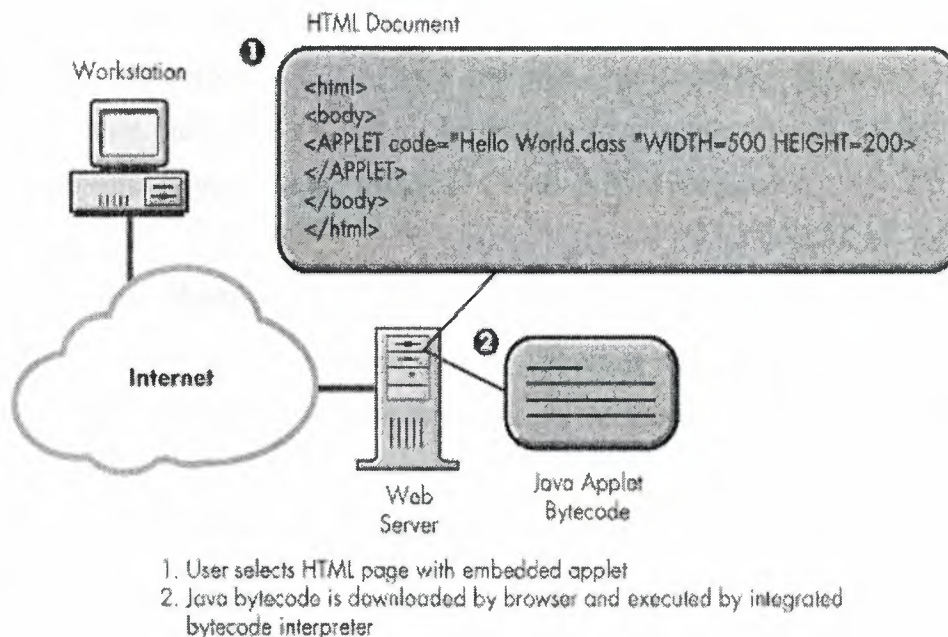 HTML Document
1
Workstation
<html>
<body>
<APPLET code="Hello World.class "WIDTH=500 HEIGHT=200>
</APPLET>
</body>
</html>
Internet
2
Web
Server
Java Applet
Bytecode
1. User selects HTML page with embedded applet
2. Java bytecode is downloaded by browser and executed by integrated
bytecode interpreter